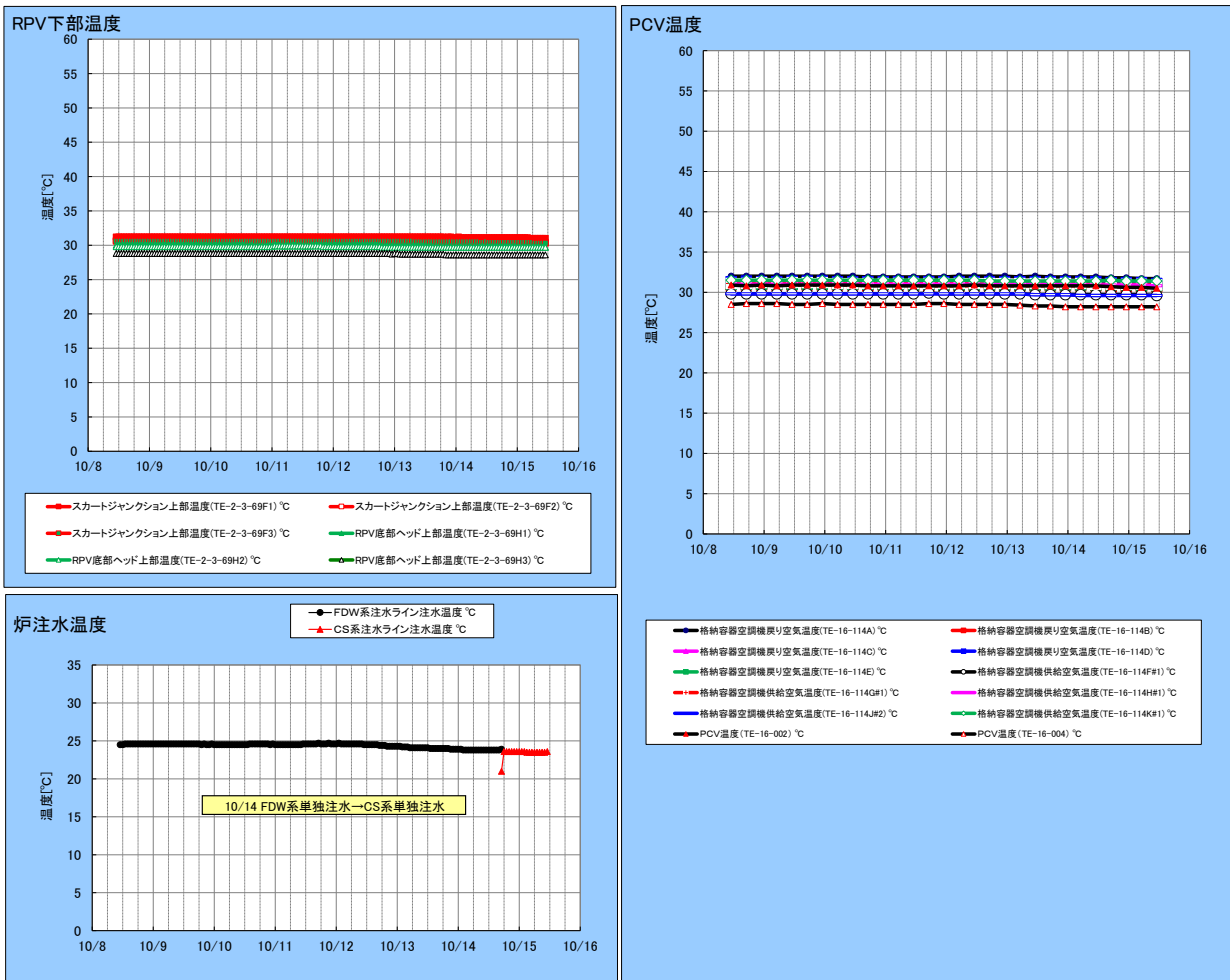 RPV下部温度
60
55
50
45
40
35
30
25
20
15
10
5
0
温度[℃]
10/8 10/9 10/10 10/11 10/12 10/13 10/14 10/15 10/16
スカートジャンクション上部温度(TE-2-3-69F1) ℃
スカートジャンクション上部温度(TE-2-3-69F2) ℃
スカートジャンクション上部温度(TE-2-3-69F3) ℃
RPV底部ヘッド上部温度(TE-2-3-69H1) ℃
RPV底部ヘッド上部温度(TE-2-3-69H2) ℃
RPV底部ヘッド上部温度(TE-2-3-69H3) ℃
炉注水温度
FDW系注水ライン注水温度 ℃
CS系注水ライン注水温度 ℃
35
30
25
20
15
10
5
0
温度[℃]
10/14 FDW系単独注水→CS系単独注水
10/8 10/9 10/10 10/11 10/12 10/13 10/14 10/15 10/16
PCV温度
60
55
50
45
40
35
30
25
20
15
10
5
0
温度[℃]
10/8 10/9 10/10 10/11 10/12 10/13 10/14 10/15 10/16
格納容器空調機戻り空気温度(TE-16-114A) ℃
格納容器空調機戻り空気温度(TE-16-114B) ℃
格納容器空調機戻り空気温度(TE-16-114C) ℃
格納容器空調機戻り空気温度(TE-16-114D) ℃
格納容器空調機戻り空気温度(TE-16-114E) ℃
格納容器空調機供給空気温度(TE-16-114F#1) ℃
格納容器空調機供給空気温度(TE-16-114G#1) ℃
格納容器空調機供給空気温度(TE-16-114H#1) ℃
格納容器空調機供給空気温度(TE-16-114J#2) ℃
格納容器空調機供給空気温度(TE-16-114K#1) ℃
PCV温度(TE-16-002) ℃
PCV温度(TE-16-004) ℃